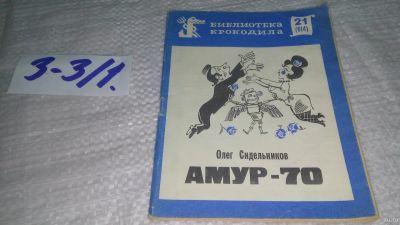 3-3/1.
БИБЛИОТЕКА
КРОКОДИЛА
21
(614)
Олег Сидельников
АМУР-70